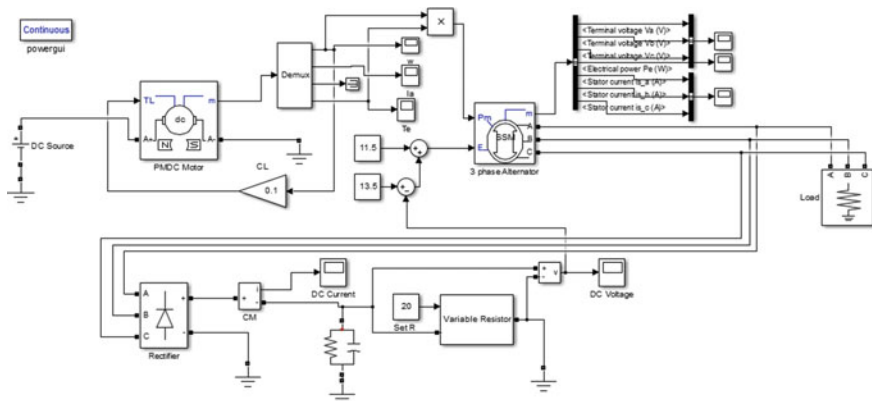 Continuous
powergui
TL
m
dc
A+
N
S
A-
PMDC Motor
DC Source
Demux
w
Ia
Te
×
CL
0.1
11.5
13.5
Pm
m
E
SSM
A
B
C
3 phase Alternator
<Terminal voltage Va (V)>
<Terminal voltage Vb (V)>
<Terminal voltage Vc (V)>
<Electrical power Pe (W)>
<Stator current is_a (A)>
<Stator current is_b (A)>
<Stator current is_c (A)>
A
B
C
Load
A
B
C
+
-
Rectifier
+
i
-
CM
DC Current
20
Set R
Variable Resistor
+
-
v
DC Voltage